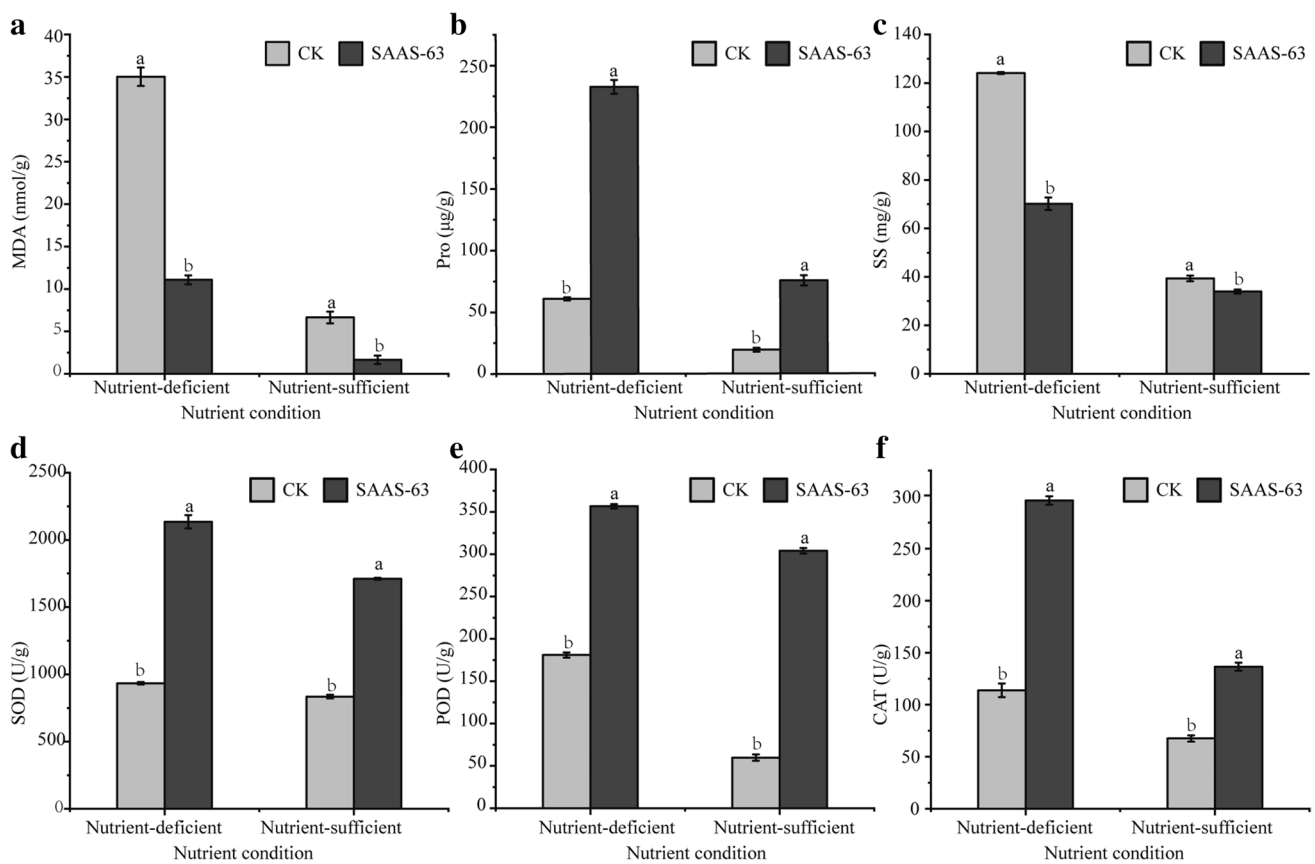 a
CK SAAS-63
a
b
a
b
MDA (nmol/g)
40
35
30
25
20
15
10
5
0
Nutrient-deficient Nutrient-sufficient
Nutrient condition
b
CK SAAS-63
b
a
b
a
Pro (μg/g)
250
200
150
100
50
0
Nutrient-deficient Nutrient-sufficient
Nutrient condition
c
CK SAAS-63
a
b
a
b
SS (mg/g)
140
120
100
80
60
40
20
0
Nutrient-deficient Nutrient-sufficient
Nutrient condition
d
CK SAAS-63
b
a
b
a
SOD (U/g)
2500
2000
1500
1000
500
0
Nutrient-deficient Nutrient-sufficient
Nutrient condition
e
CK SAAS-63
b
a
b
a
POD (U/g)
400
350
300
250
200
150
100
50
0
Nutrient-deficient Nutrient-sufficient
Nutrient condition
f
CK SAAS-63
b
a
b
a
CAT (U/g)
300
250
200
150
100
50
0
Nutrient-deficient Nutrient-sufficient
Nutrient condition